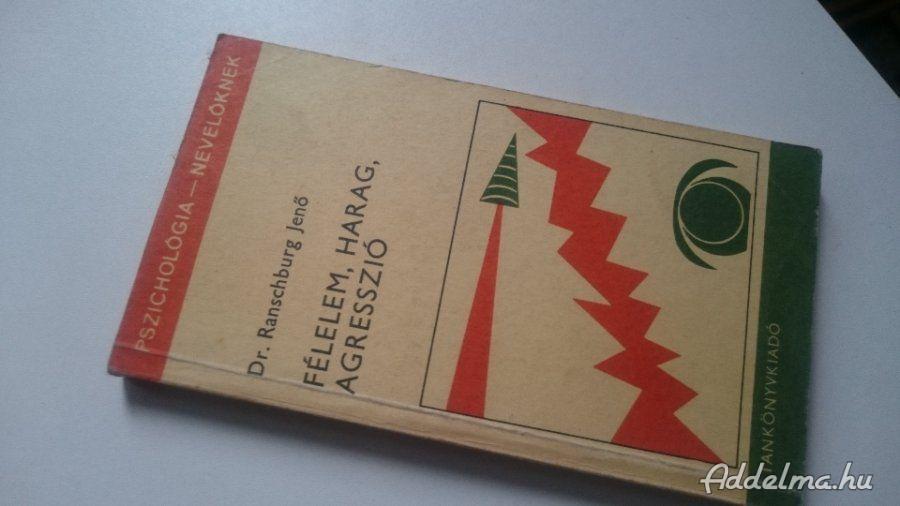 PSZICHOLÓGIA — NEVELŐKNEK
Dr. Ranschburg Jenő
FÉLELEM, HARAG,
AGRESSZIÓ
ANKÖNYVKIADÓ
Addelma.hu